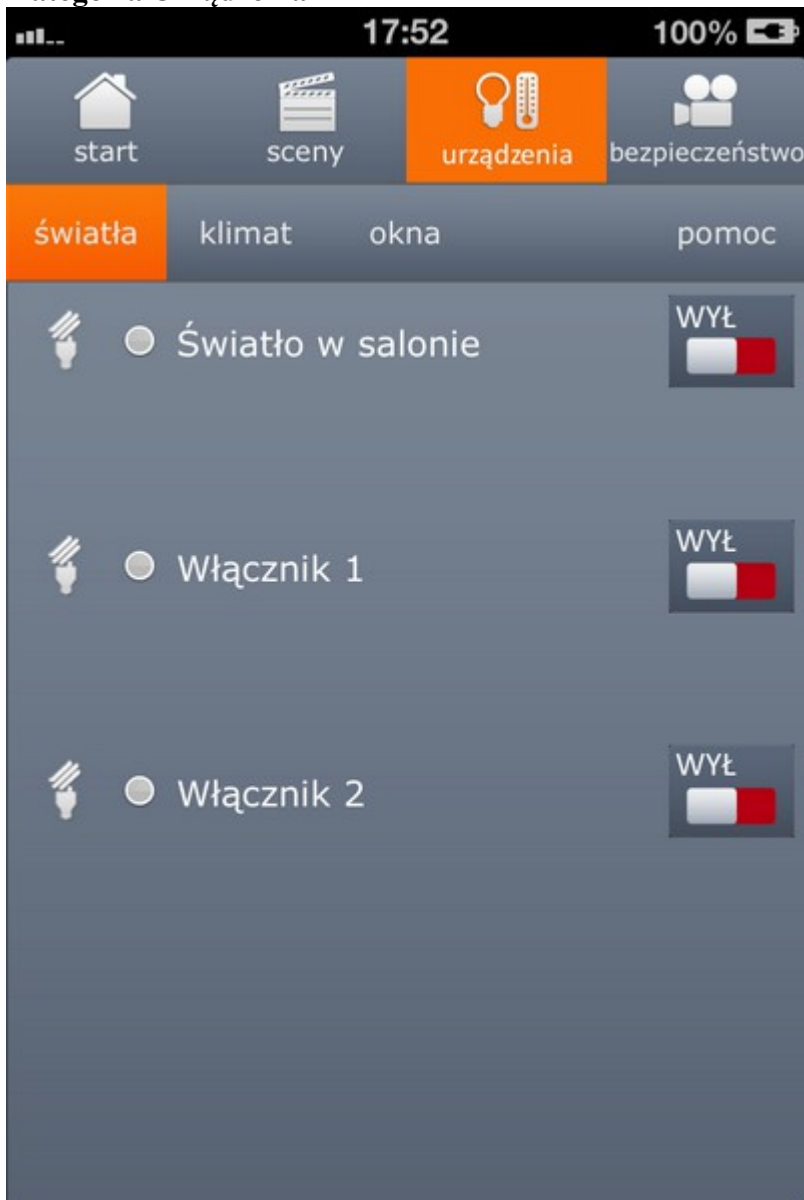 17:52 100%
start sceny urządzenia bezpieczeństwo
światła klimat okna pomoc
Światło w salonie WYŁ
Włącznik 1 WYŁ
Włącznik 2 WYŁ